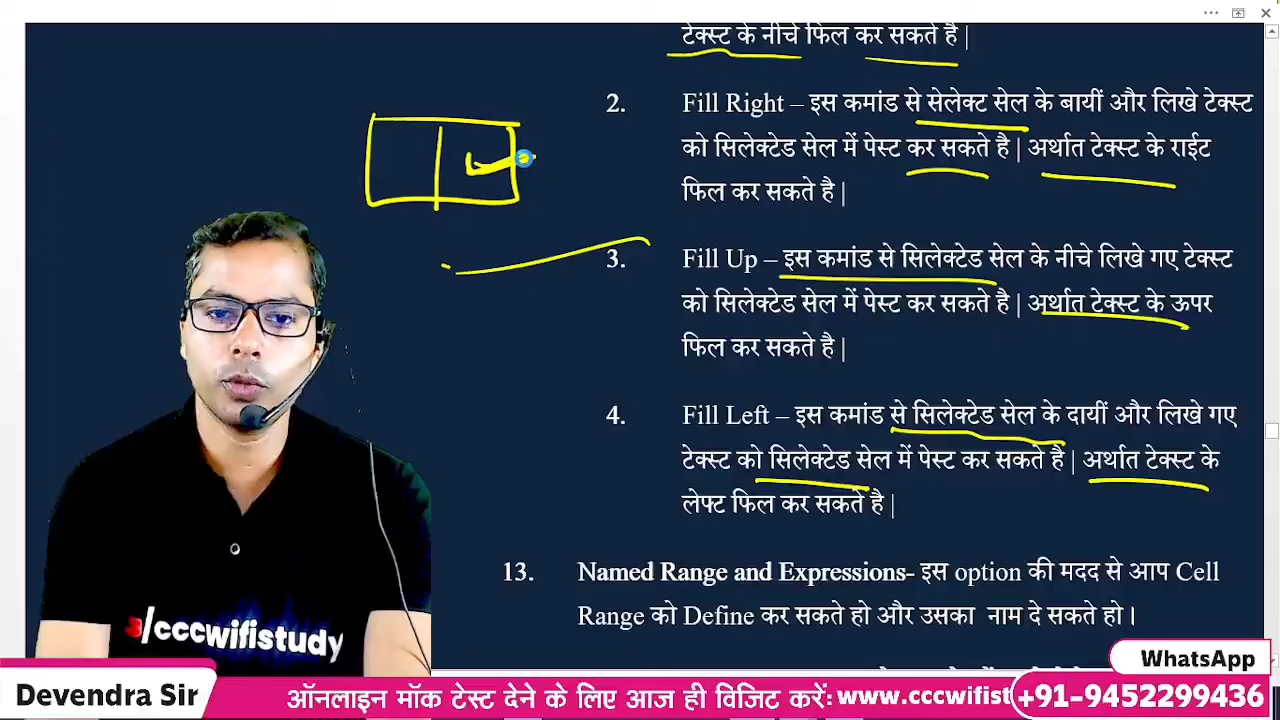 टेक्स्ट के नीचे फिल कर सकते है |
2. Fill Right – इस कमांड से सेलेक्ट सेल के बायीं और लिखे टेक्स्ट
को सिलेक्टेड सेल में पेस्ट कर सकते है | अर्थात टेक्स्ट के राईट
फिल कर सकते है |
3. Fill Up – इस कमांड से सिलेक्टेड सेल के नीचे लिखे गए टेक्स्ट
को सिलेक्टेड सेल में पेस्ट कर सकते है | अर्थात टेक्स्ट के ऊपर
फिल कर सकते है |
4. Fill Left – इस कमांड से सिलेक्टेड सेल के दायीं और लिखे गए
टेक्स्ट को सिलेक्टेड सेल में पेस्ट कर सकते है | अर्थात टेक्स्ट के
लेफ्ट फिल कर सकते है |
13. Named Range and Expressions- इस option की मदद से आप Cell
Range को Define कर सकते हो और उसका नाम दे सकते हो।
/cccwifistudy
WhatsApp
Devendra Sir
ऑनलाइन मॉक टेस्ट देने के लिए आज ही विजिट करें: www.cccwifist
+91-9452299436